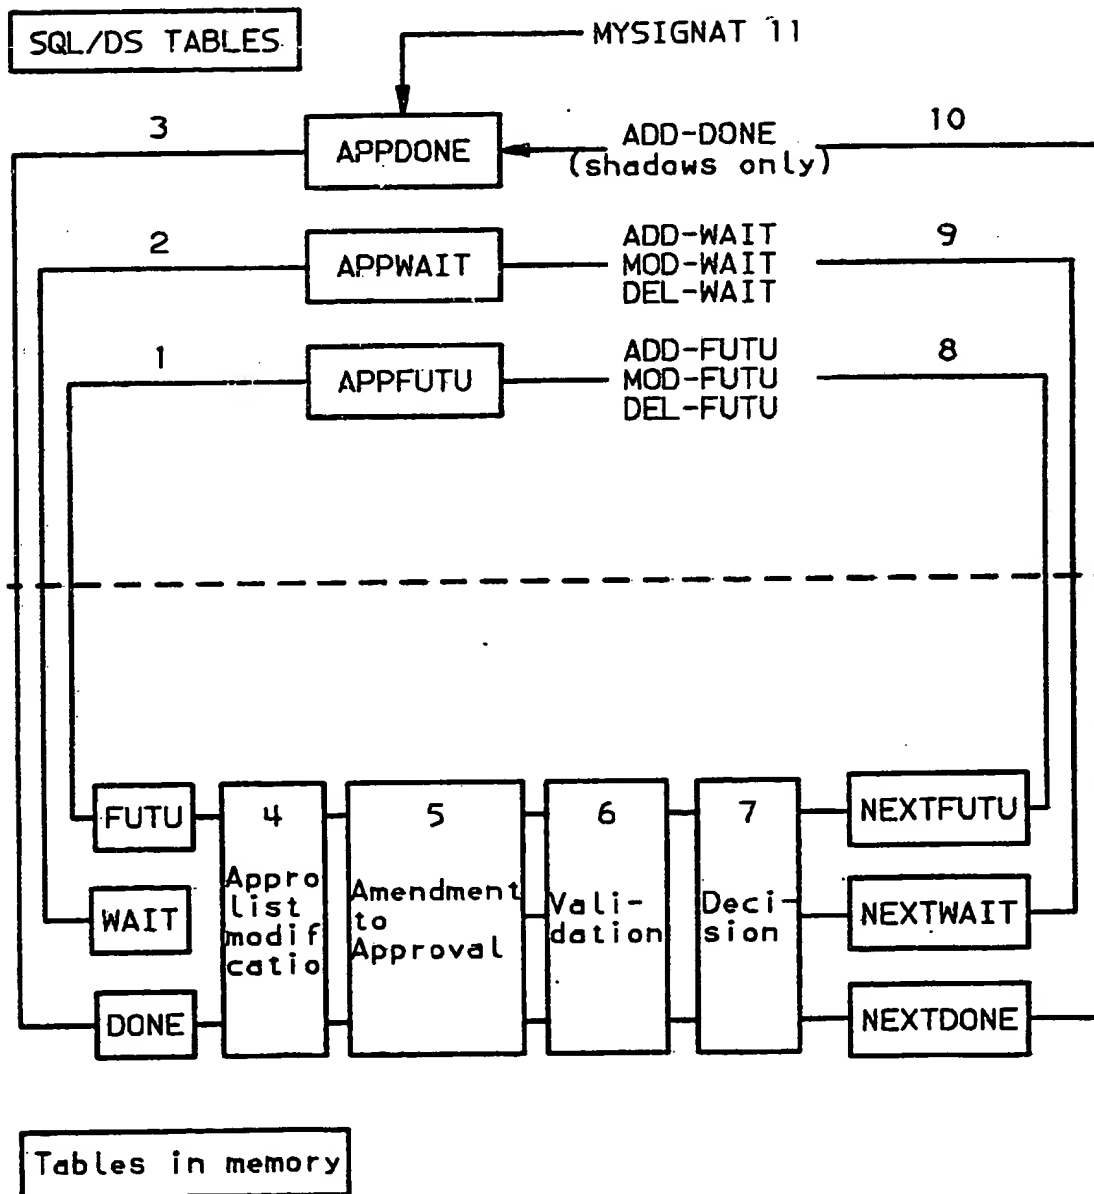 SQL/DS TABLES
MYSIGNAT 11
3
APPDONE
ADD-DONE
(shadows only)
10
2
APPWAIT
ADD-WAIT
MOD-WAIT
DEL-WAIT
9
1
APPFUTU
ADD-FUTU
MOD-FUTU
DEL-FUTU
8
FUTU
WAIT
DONE
4
Appro
list
modif
catio
5
Amendment
to
Approval
6
Vali-
dation
7
Deci-
sion
NEXTFUTU
NEXTWAIT
NEXTDONE
Tables in memory